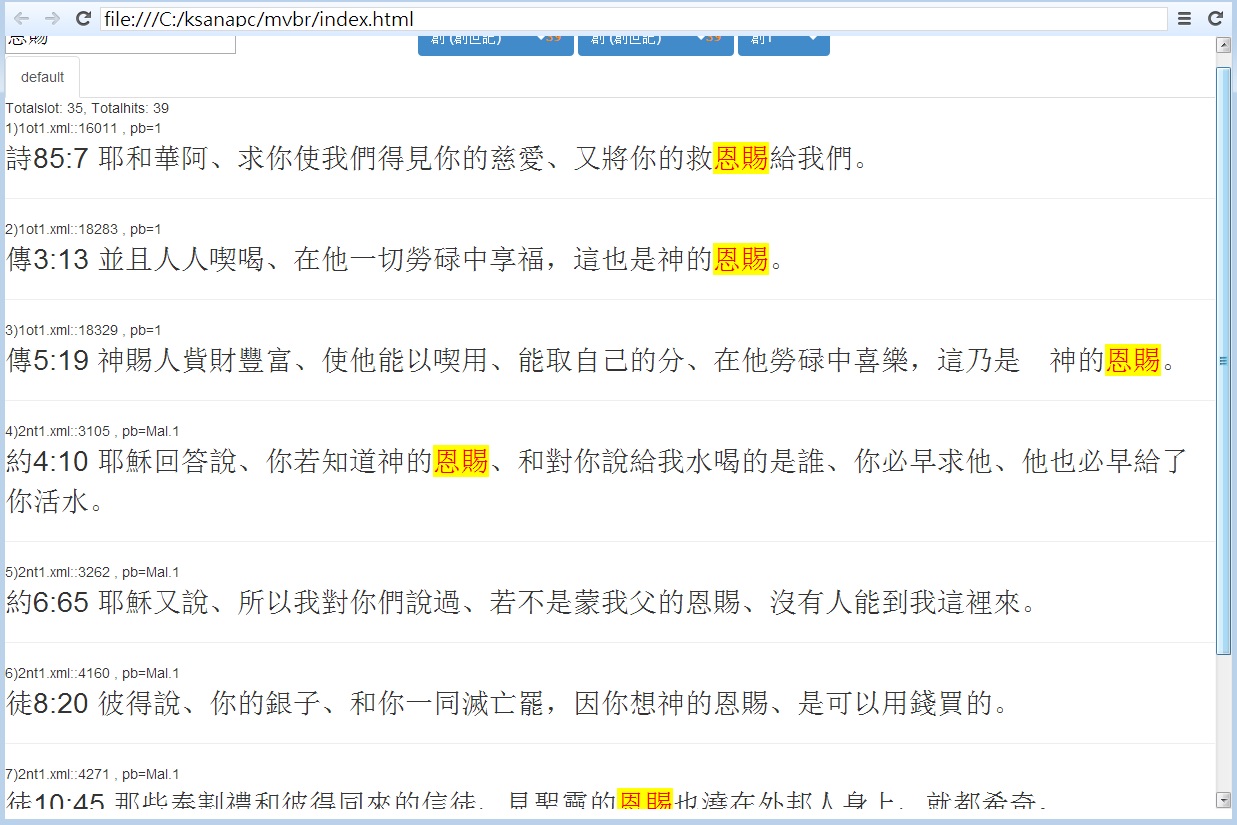 file:///C:/ksanapc/mvbr/index.html
恩賜 創 (創世記) 39 創 (創世記) 39 創1
default
Totalslot: 35, Totalhits: 39
1)1ot1.xml::16011 , pb=1
詩85:7 耶和華阿、求你使我們得見你的慈愛、又將你的救恩賜給我們。
2)1ot1.xml::18283 , pb=1
傳3:13 並且人人喫喝、在他一切勞碌中享福，這也是神的恩賜。
3)1ot1.xml::18329 , pb=1
傳5:19 神賜人貲財豐富、使他能以喫用、能取自己的分、在他勞碌中喜樂，這乃是　神的恩賜。
4)2nt1.xml::3105 , pb=Mal.1
約4:10 耶穌回答說、你若知道神的恩賜、和對你說給我水喝的是誰、你必早求他、他也必早給了
你活水。
5)2nt1.xml::3262 , pb=Mal.1
約6:65 耶穌又說、所以我對你們說過、若不是蒙我父的恩賜、沒有人能到我這裡來。
6)2nt1.xml::4160 , pb=Mal.1
徒8:20 彼得說、你的銀子、和你一同滅亡罷，因你想神的恩賜、是可以用錢買的。
7)2nt1.xml::4271 , pb=Mal.1
徒10:45 那些奉割禮和彼得同來的信徒、見聖靈的恩賜也澆在外邦人身上、就都希奇。